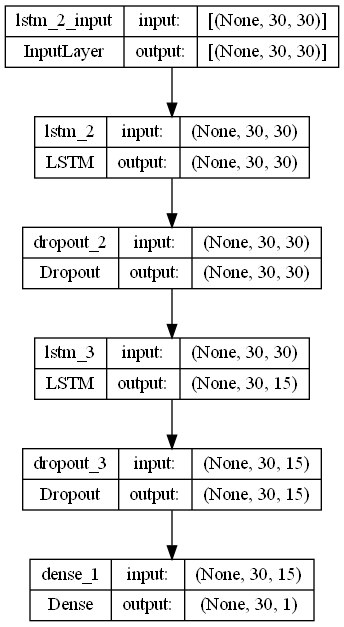 lstm_2_input input: [(None, 30, 30)]
InputLayer output: [(None, 30, 30)]
lstm_2 input: (None, 30, 30)
LSTM output: (None, 30, 30)
dropout_2 input: (None, 30, 30)
Dropout output: (None, 30, 30)
lstm_3 input: (None, 30, 30)
LSTM output: (None, 30, 15)
dropout_3 input: (None, 30, 15)
Dropout output: (None, 30, 15)
dense_1 input: (None, 30, 15)
Dense output: (None, 30, 1)